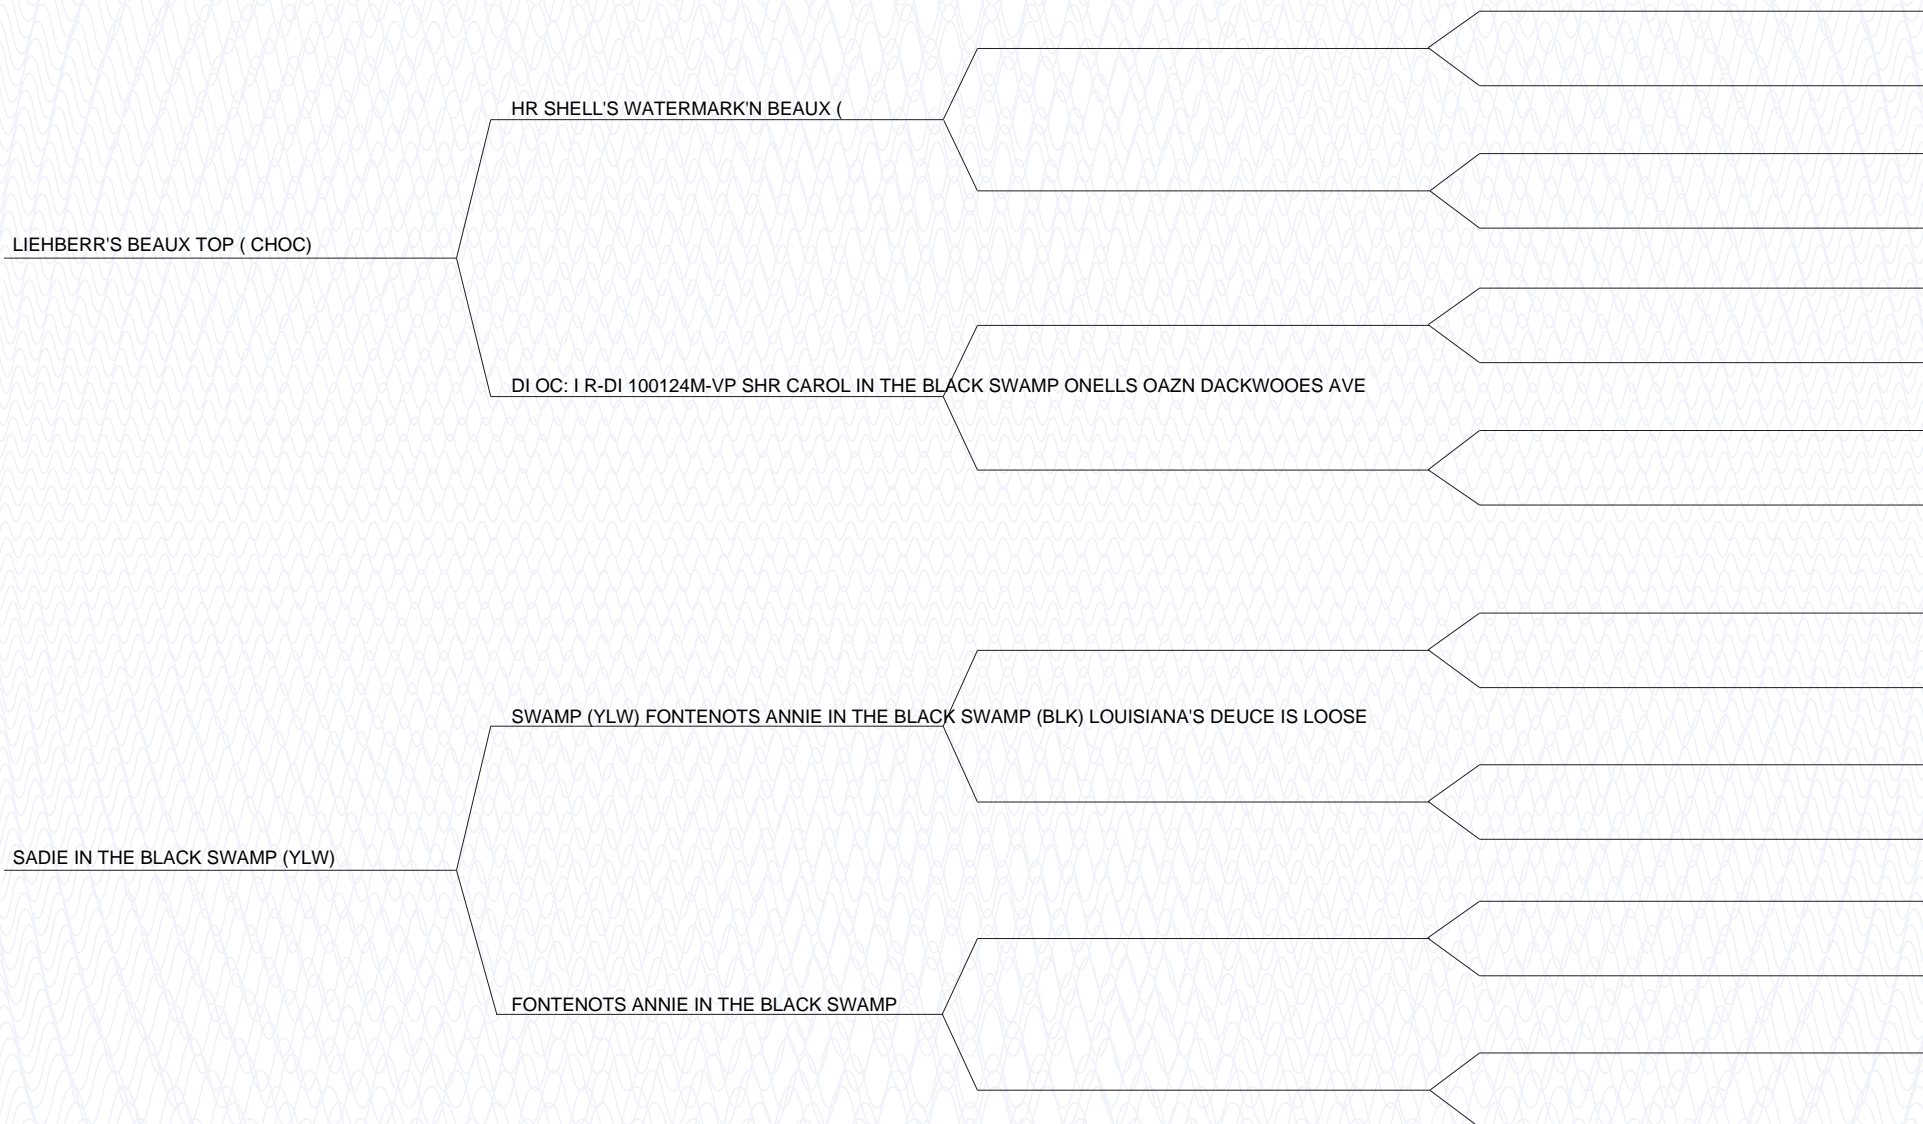 HR SHELL'S WATERMARK'N BEAUX (
LIEHBERR'S BEAUX TOP ( CHOC)
DI OC: I R-DI 100124M-VP SHR CAROL IN THE BLACK SWAMP ONELLS OAZN DACKWOOES AVE
SWAMP (YLW) FONTENOTS ANNIE IN THE BLACK SWAMP (BLK) LOUISIANA'S DEUCE IS LOOSE
SADIE IN THE BLACK SWAMP (YLW)
FONTENOTS ANNIE IN THE BLACK SWAMP